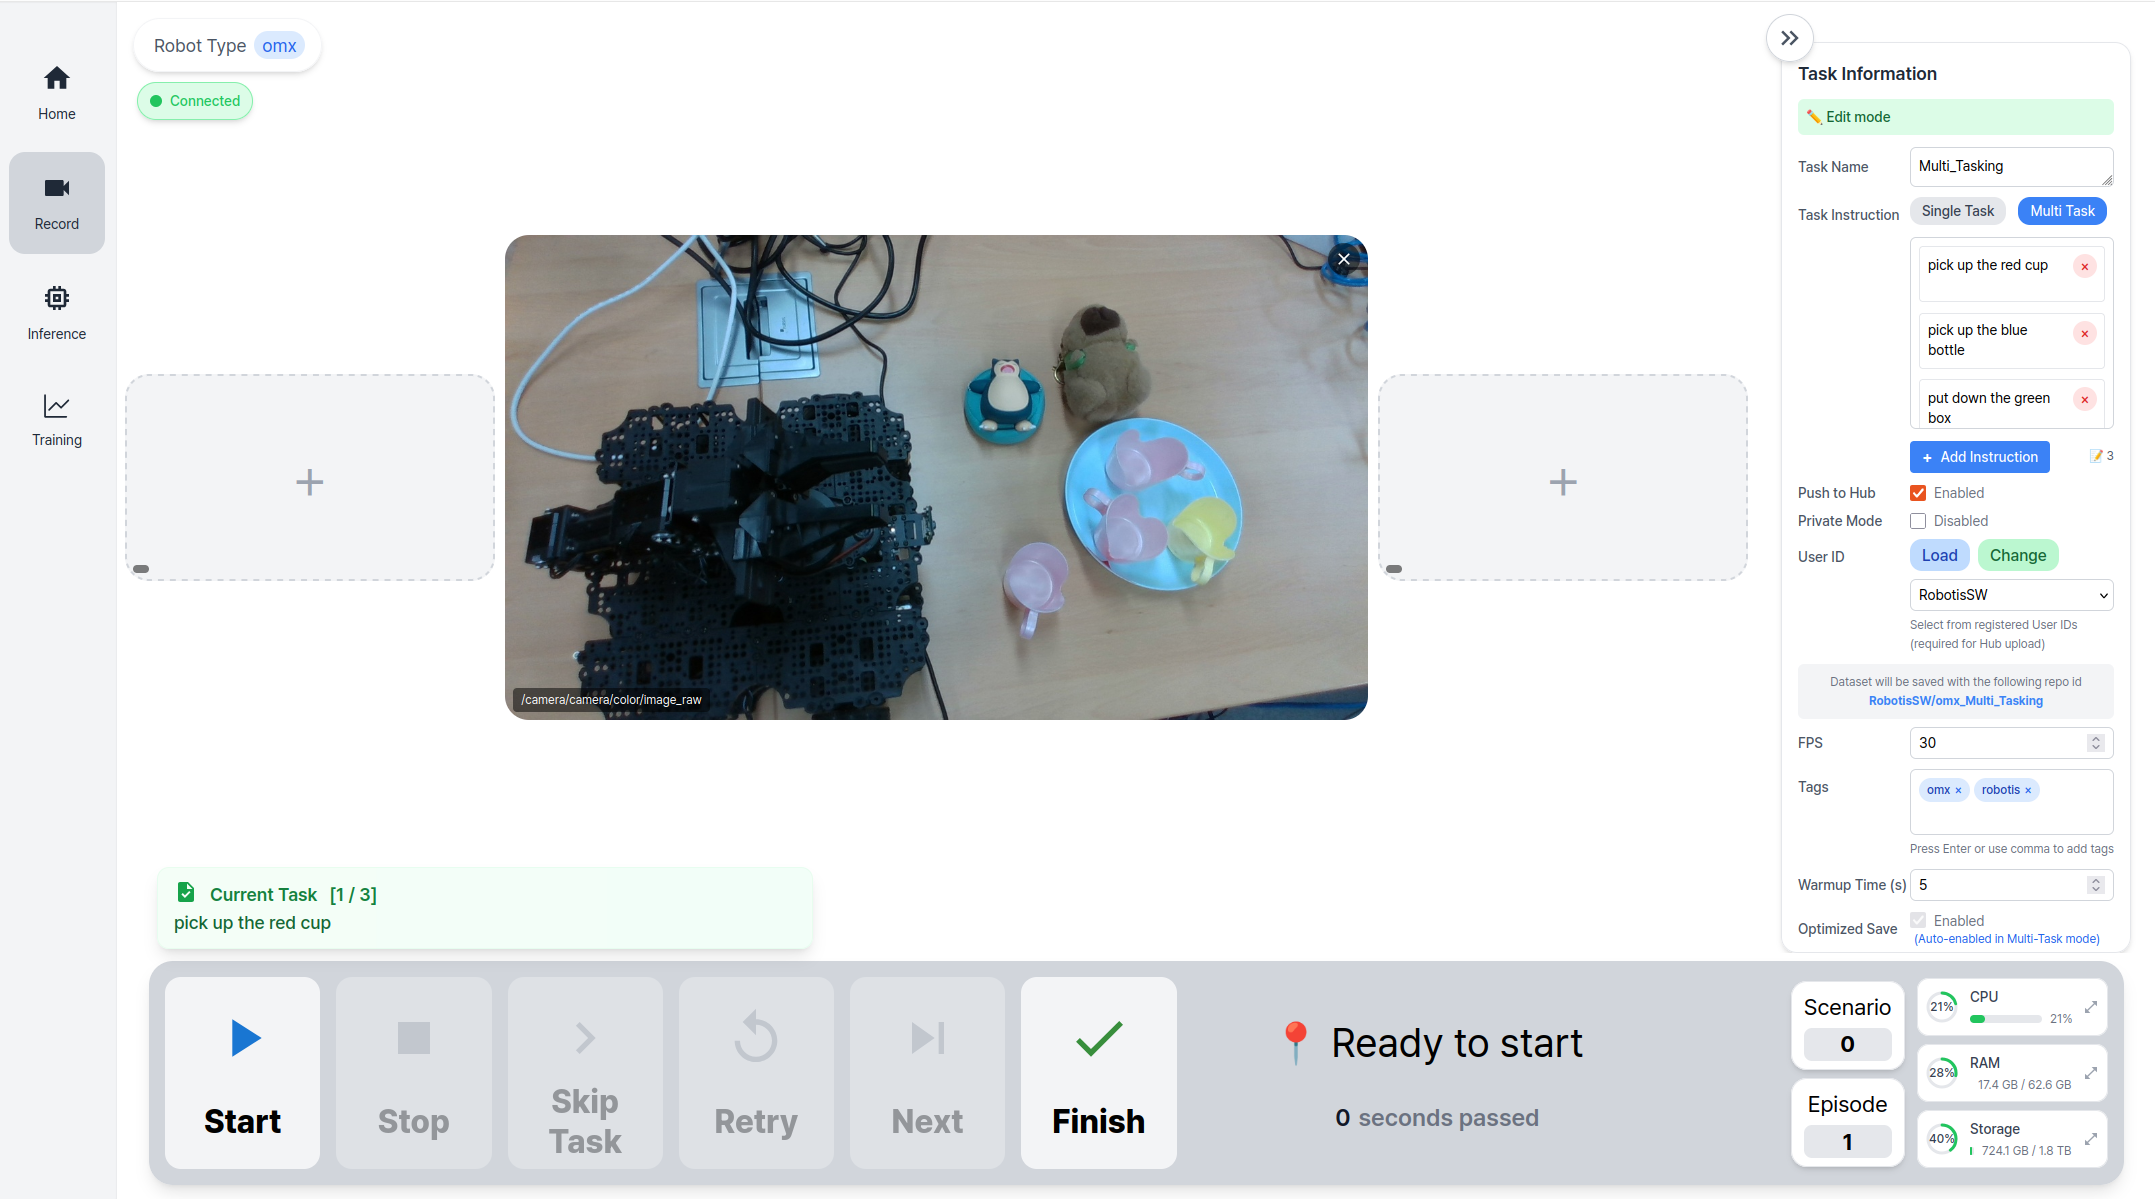 Robot Type omx
Connected
Home
Record
Inference
Training
/camera/camera/color/image_raw
Task Information
Edit mode
Task Name Multi_Tasking
Task Instruction Single Task Multi Task
pick up the red cup ×
pick up the blue
bottle ×
put down the green
box ×
+ Add Instruction 3
Push to Hub Enabled
Private Mode Disabled
User ID Load Change
RobotisSW
Select from registered User IDs
(required for Hub upload)
Dataset will be saved with the following repo id
RobotisSW/omx_Multi_Tasking
FPS 30
Tags omx × robotis ×
Press Enter or use comma to add tags
Warmup Time (s) 5
Optimized Save Enabled
(Auto-enabled in Multi-Task mode)
Current Task [1 / 3]
pick up the red cup
Start
Stop
Skip
Task
Retry
Next
Finish
Ready to start
0 seconds passed
Scenario
0
Episode
1
21% CPU
21%
28% RAM
17.4 GB / 62.6 GB
40% Storage
724.1 GB / 1.8 TB